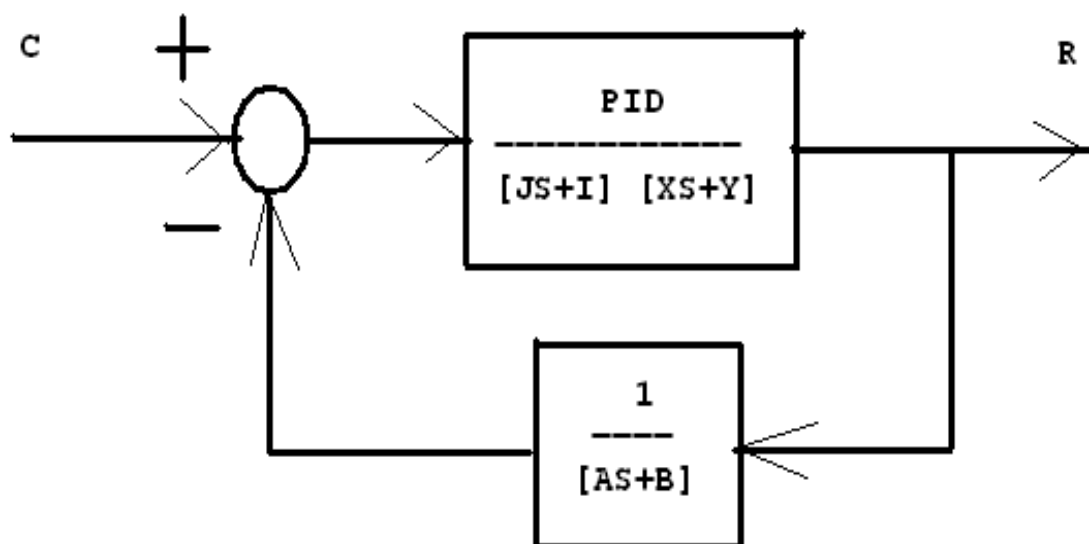 C
+
R
PID
------------
[JS+I] [XS+Y]
−
1
----
[AS+B]